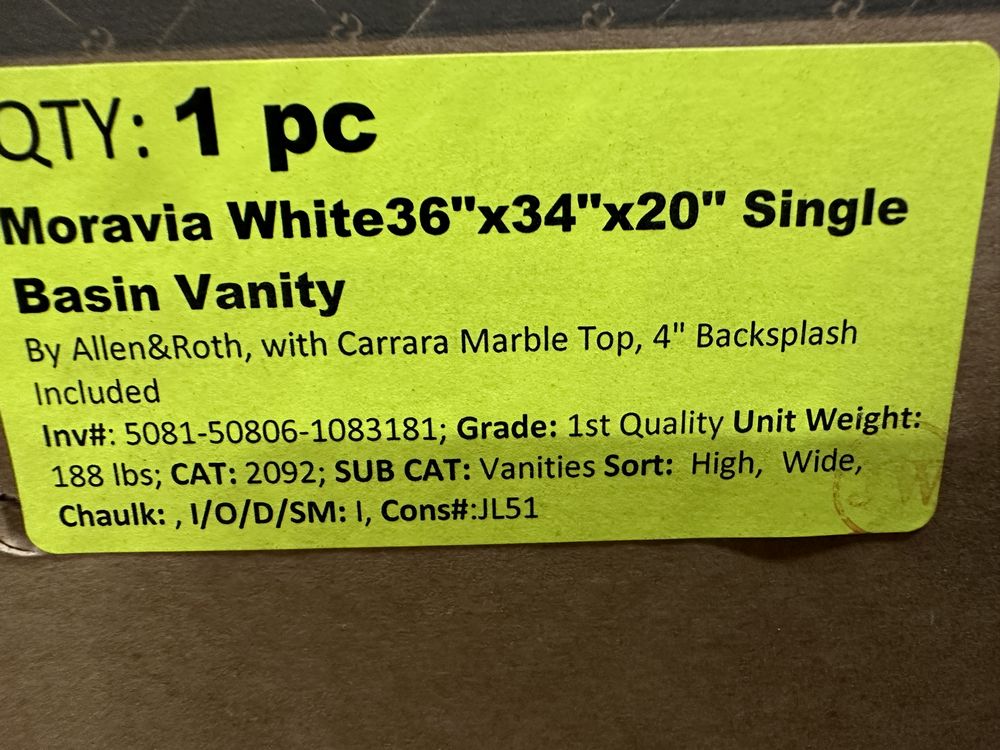 QTY: 1 pc
Moravia White36"x34"x20" Single
Basin Vanity
By Allen&Roth, with Carrara Marble Top, 4" Backsplash
Included
Inv#: 5081-50806-1083181; Grade: 1st Quality Unit Weight:
188 lbs; CAT: 2092; SUB CAT: Vanities Sort: High, Wide,
Chaulk: , I/O/D/SM: I, Cons#:JL51